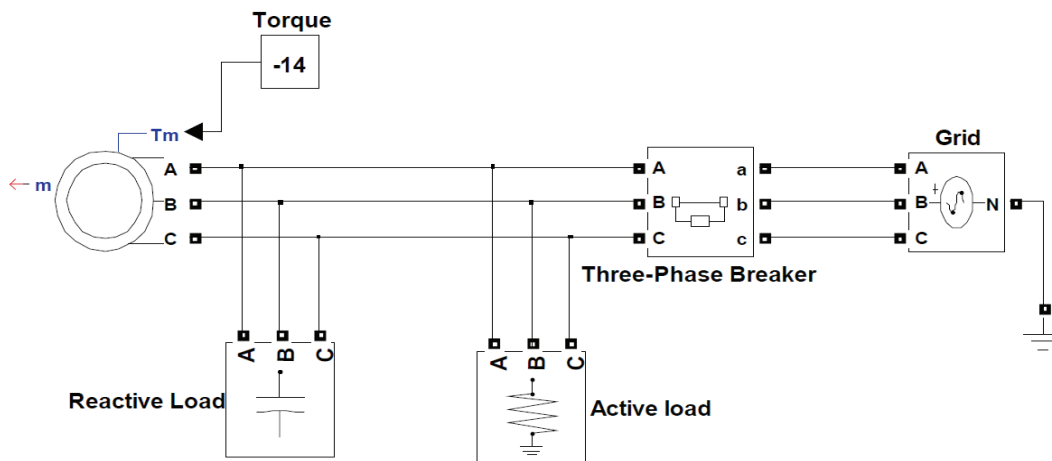 Torque
-14
Tm
m
A
B
C
A
B
C
a
b
c
Three-Phase Breaker
Grid
A
B
C
N
A B C
Reactive Load
A B C
Active load